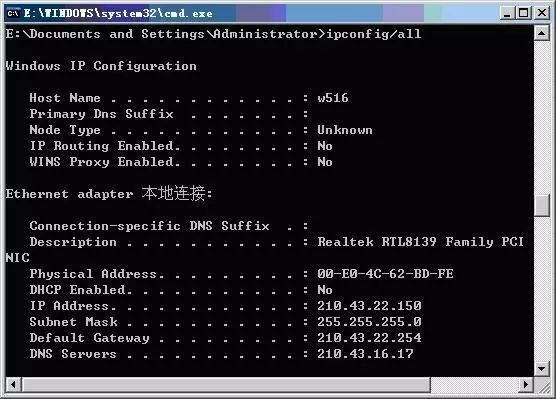 E:\WINDOWS\system32\cmd.exe
E:\Documents and Settings\Administrator>ipconfig/all
Windows IP Configuration
Host Name . . . . . . . . . . . . : w516
Primary Dns Suffix . . . . . . . :
Node Type . . . . . . . . . . . . : Unknown
IP Routing Enabled. . . . . . . . : No
WINS Proxy Enabled. . . . . . . . : No
Ethernet adapter 本地连接:
Connection-specific DNS Suffix . :
Description . . . . . . . . . . . : Realtek RTL8139 Family PCI
NIC
Physical Address. . . . . . . . . : 00-E0-4C-62-BD-FE
DHCP Enabled. . . . . . . . . . . : No
IP Address. . . . . . . . . . . . : 210.43.22.150
Subnet Mask . . . . . . . . . . . : 255.255.255.0
Default Gateway . . . . . . . . . : 210.43.22.254
DNS Servers . . . . . . . . . . . : 210.43.16.17